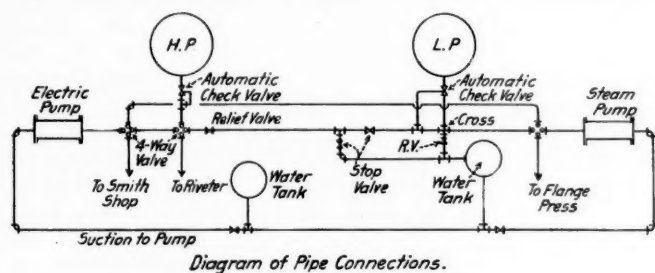 H.P.
L.P
Automatic
Check Valve
Automatic
Check Valve
Electric
Pump
Steam
Pump
Relief Valve
Cross
4-Way
Valve
R.V.
To Smith
Shop
To Riveter
Water
Tank
Stop
Valve
Water
Tank
To Flange
Press
Suction to Pump
Diagram of Pipe Connections.